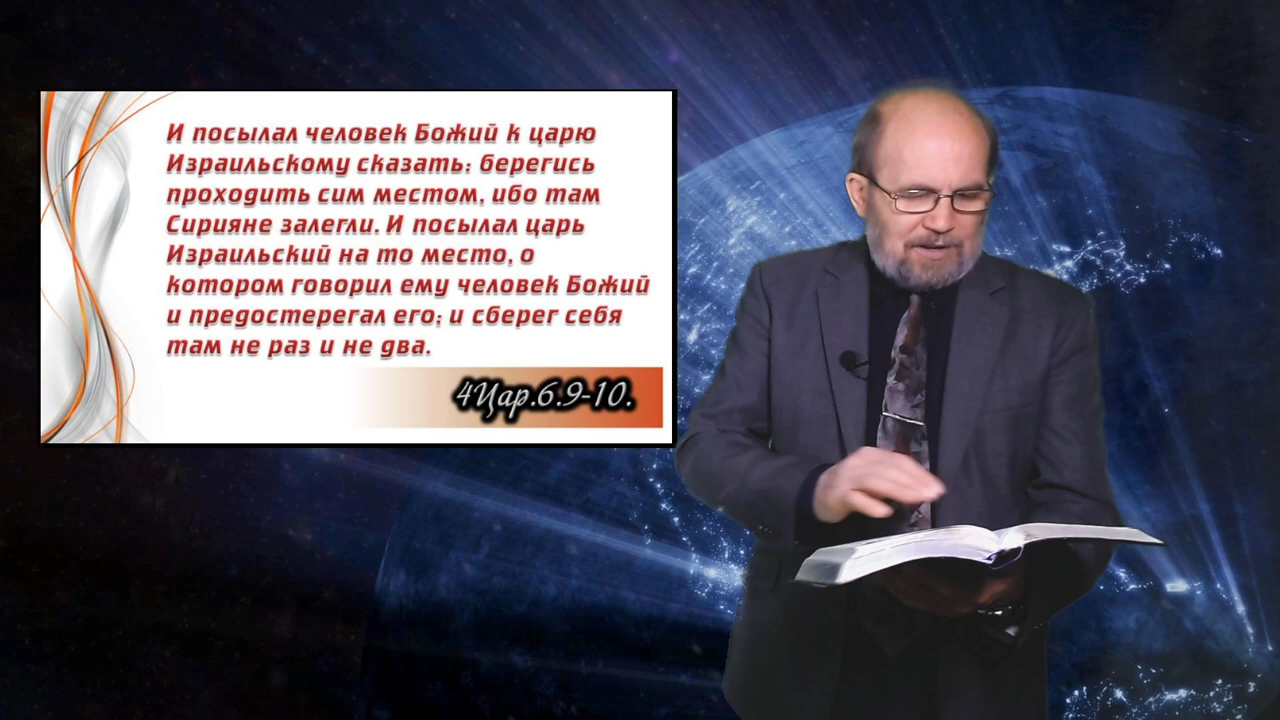 И посылал человек Божий к царю
Израильскому сказать: берегись
проходить сим местом, ибо там
Сирияне залегли. И посылал царь
Израильский на то место, о
котором говорил ему человек Божий
и предостерегал его; и сберег себя
там не раз и не два.
4Цар.6.9-10.